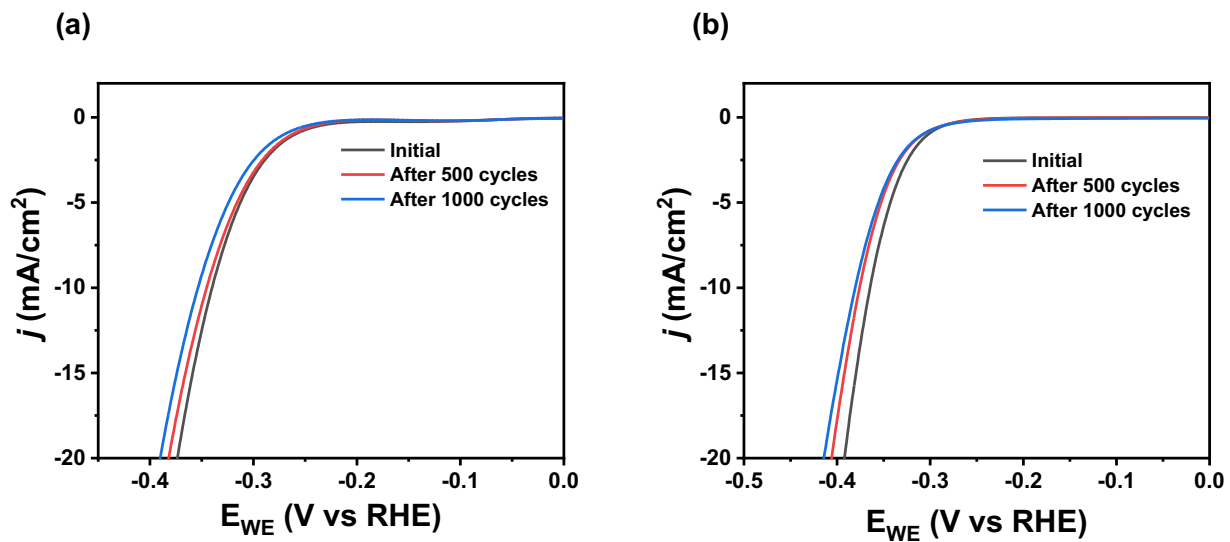 (a)
0
-5
-10
-15
-20
-0.4
-0.3
-0.2
-0.1
0.0
j (mA/cm²)
E_WE (V vs RHE)
Initial
After 500 cycles
After 1000 cycles
(b)
0
-5
-10
-15
-20
-0.5
-0.4
-0.3
-0.2
-0.1
0.0
j (mA/cm²)
E_WE (V vs RHE)
Initial
After 500 cycles
After 1000 cycles